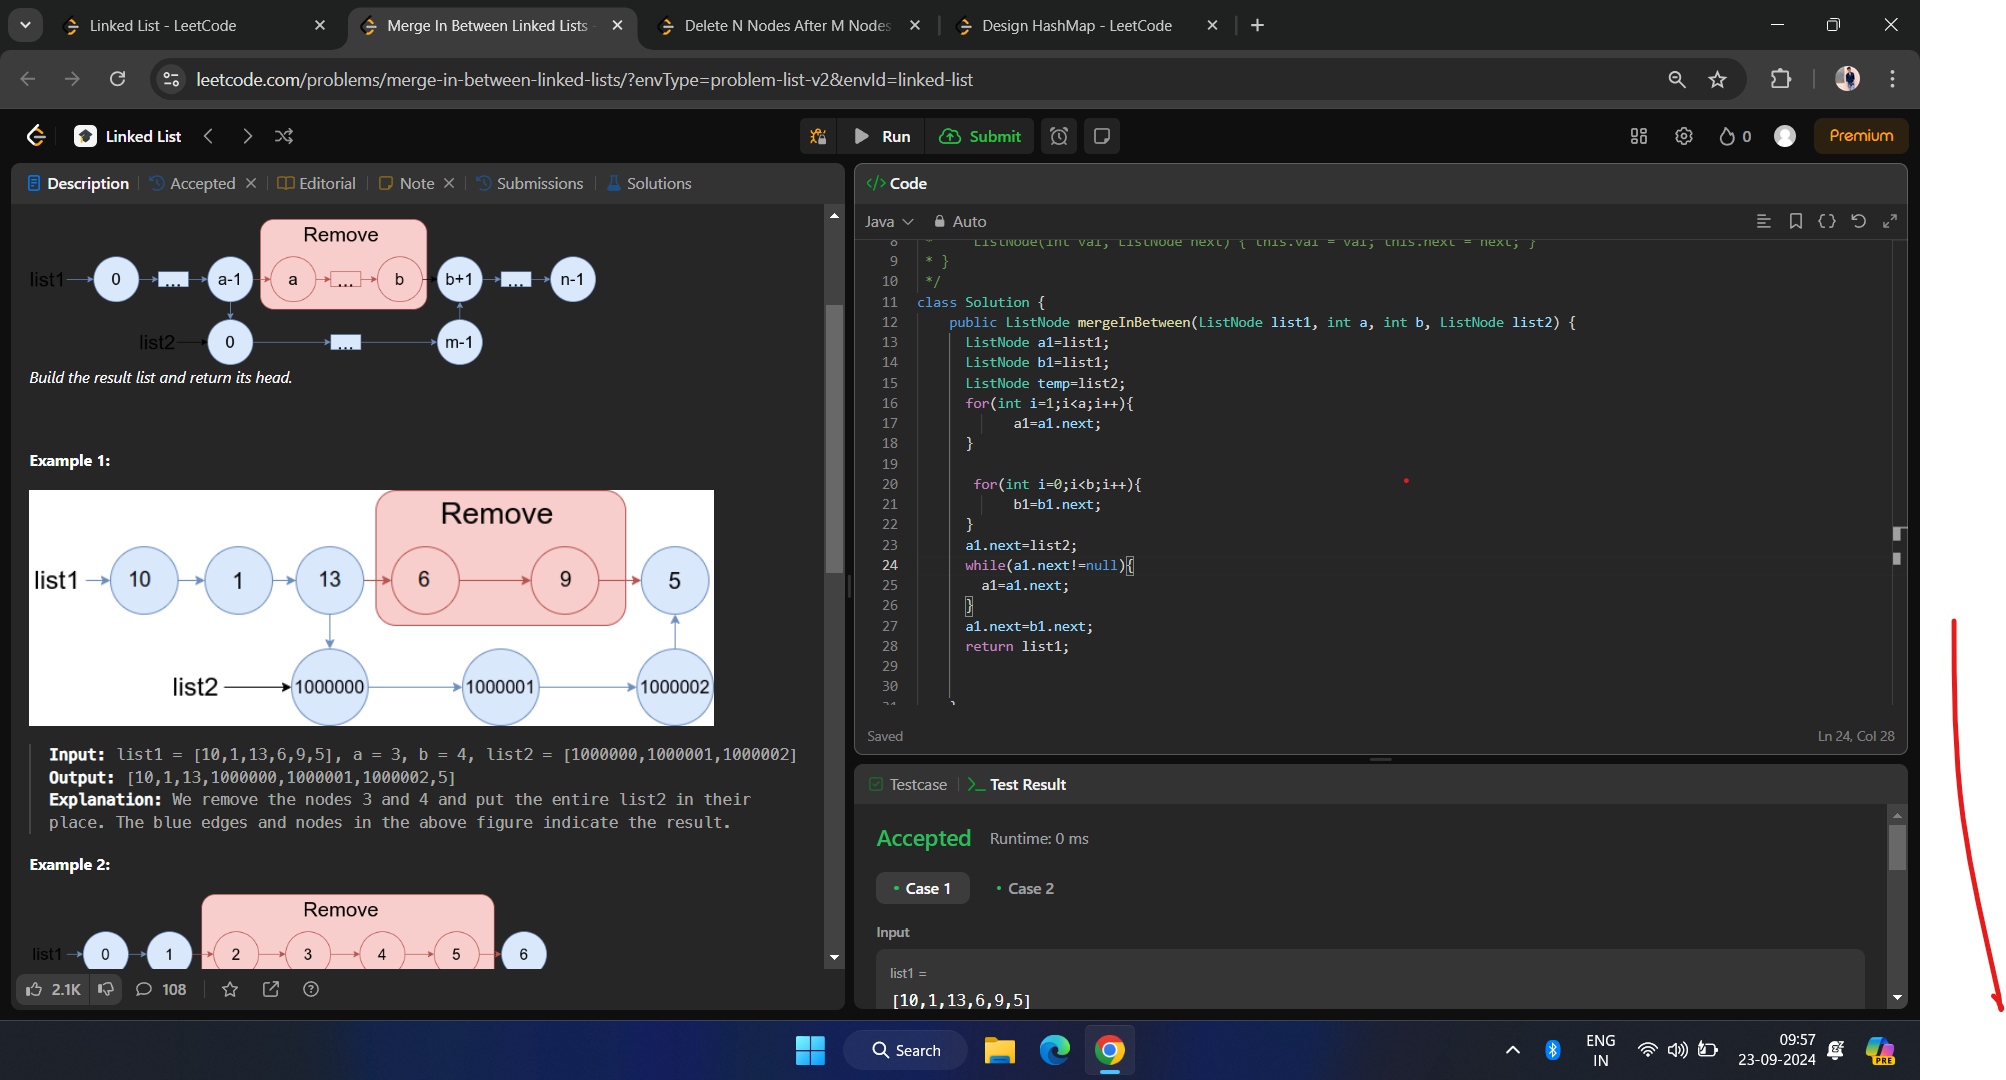 Linked List - LeetCode
Merge In Between Linked Lists -
Delete N Nodes After M Nodes
Design HashMap - LeetCode
leetcode.com/problems/merge-in-between-linked-lists/?envType=problem-list-v2&envId=linked-list
Linked List
Run
Submit
0
Premium
Description
Accepted
Editorial
Note
Submissions
Solutions
Remove
list1 0 ... a-1 a ... b b+1 ... n-1
list2 0 ... m-1
Build the result list and return its head.
Example 1:
Remove
list1 10 1 13 6 9 5
list2 1000000 1000001 1000002
Input: list1 = [10,1,13,6,9,5], a = 3, b = 4, list2 = [1000000,1000001,1000002]
Output: [10,1,13,1000000,1000001,1000002,5]
Explanation: We remove the nodes 3 and 4 and put the entire list2 in their
place. The blue edges and nodes in the above figure indicate the result.
Example 2:
Remove
list1 0 1 2 3 4 5 6
2.1K
108
</> Code
Java
Auto
8 * ListNode(int val, ListNode next) { this.val = val; this.next = next; }
9 * }
10 */
11 class Solution {
12 public ListNode mergeInBetween(ListNode list1, int a, int b, ListNode list2) {
13 ListNode a1=list1;
14 ListNode b1=list1;
15 ListNode temp=list2;
16 for(int i=1;i<a;i++){
17 a1=a1.next;
18 }
19
20 for(int i=0;i<b;i++){
21 b1=b1.next;
22 }
23 a1.next=list2;
24 while(a1.next!=null){
25 a1=a1.next;
26 }
27 a1.next=b1.next;
28 return list1;
29
30
31 }
Saved
Ln 24, Col 28
Testcase
Test Result
Accepted
Runtime: 0 ms
Case 1
Case 2
Input
list1 =
[10,1,13,6,9,5]
Search
ENG
IN
09:57
23-09-2024
PRE